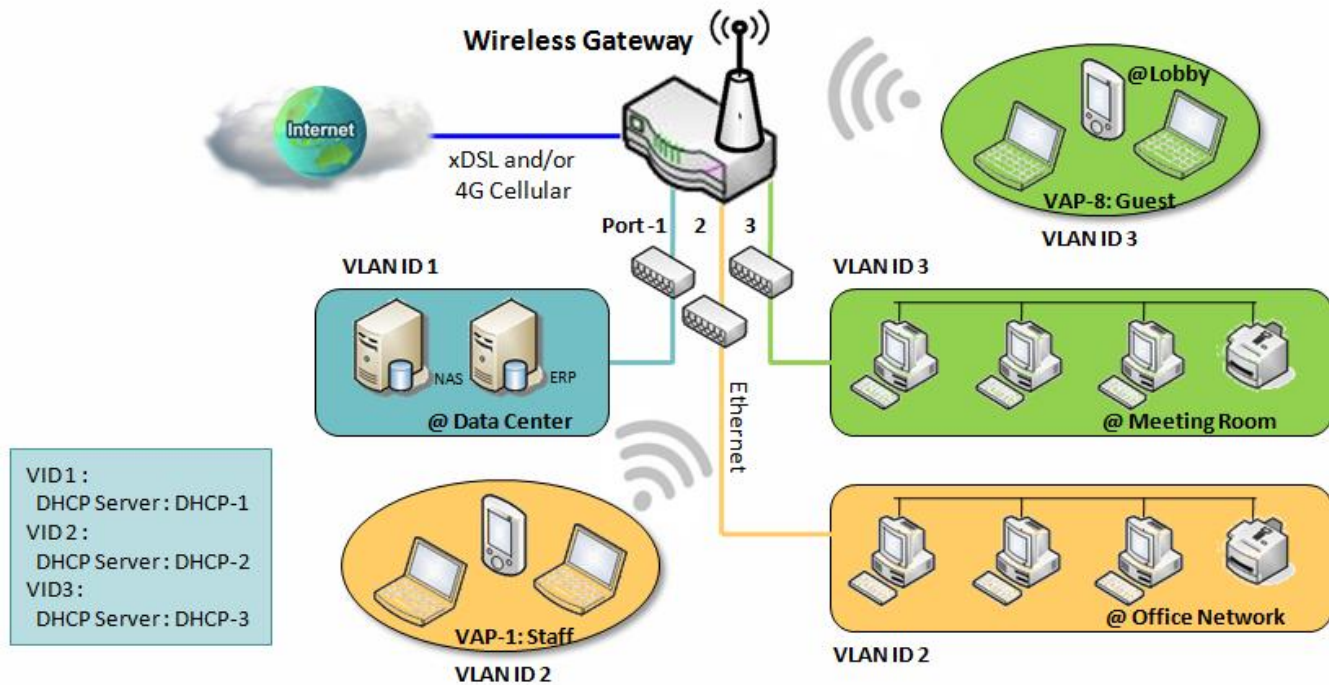 Wireless Gateway
Internet
xDSL and/or
4G Cellular
@Lobby
VAP-8: Guest
VLAN ID 3
Port -1 2 3
VLAN ID 1
NAS
ERP
@ Data Center
VLAN ID 3
@ Meeting Room
Ethernet
VID1 :
DHCP Server : DHCP-1
VID2 :
DHCP Server : DHCP-2
VID3 :
DHCP Server : DHCP-3
VAP-1: Staff
VLAN ID 2
@ Office Network
VLAN ID 2